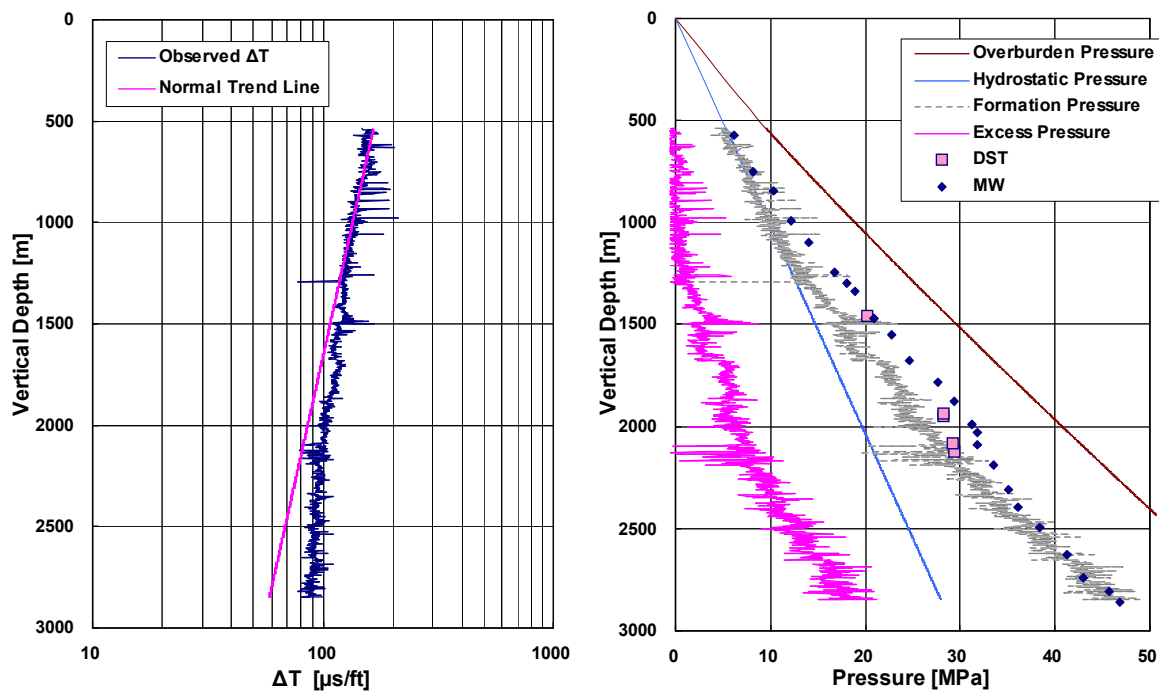 0
500
1000
1500
2000
2500
3000
Vertical Depth [m]
Observed ΔT
Normal Trend Line
10
100
1000
ΔT [μs/ft]
0
500
1000
1500
2000
2500
3000
Vertical Depth [m]
Overburden Pressure
Hydrostatic Pressure
Formation Pressure
Excess Pressure
DST
MW
0
10
20
30
40
50
Pressure [MPa]